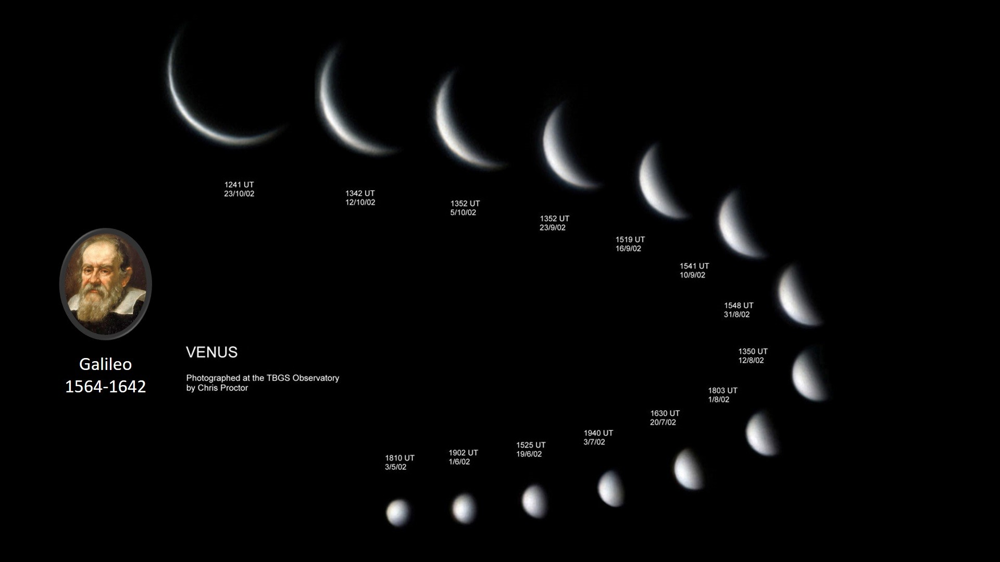 1241 UT
23/10/02
1342 UT
12/10/02
1352 UT
5/10/02
1352 UT
23/9/02
1519 UT
16/9/02
1541 UT
10/9/02
1548 UT
31/8/02
1350 UT
12/8/02
1803 UT
1/8/02
1630 UT
20/7/02
1940 UT
3/7/02
1525 UT
19/6/02
1902 UT
1/6/02
1810 UT
3/5/02
Galileo
1564-1642
VENUS
Photographed at the TBGS Observatory
by Chris Proctor